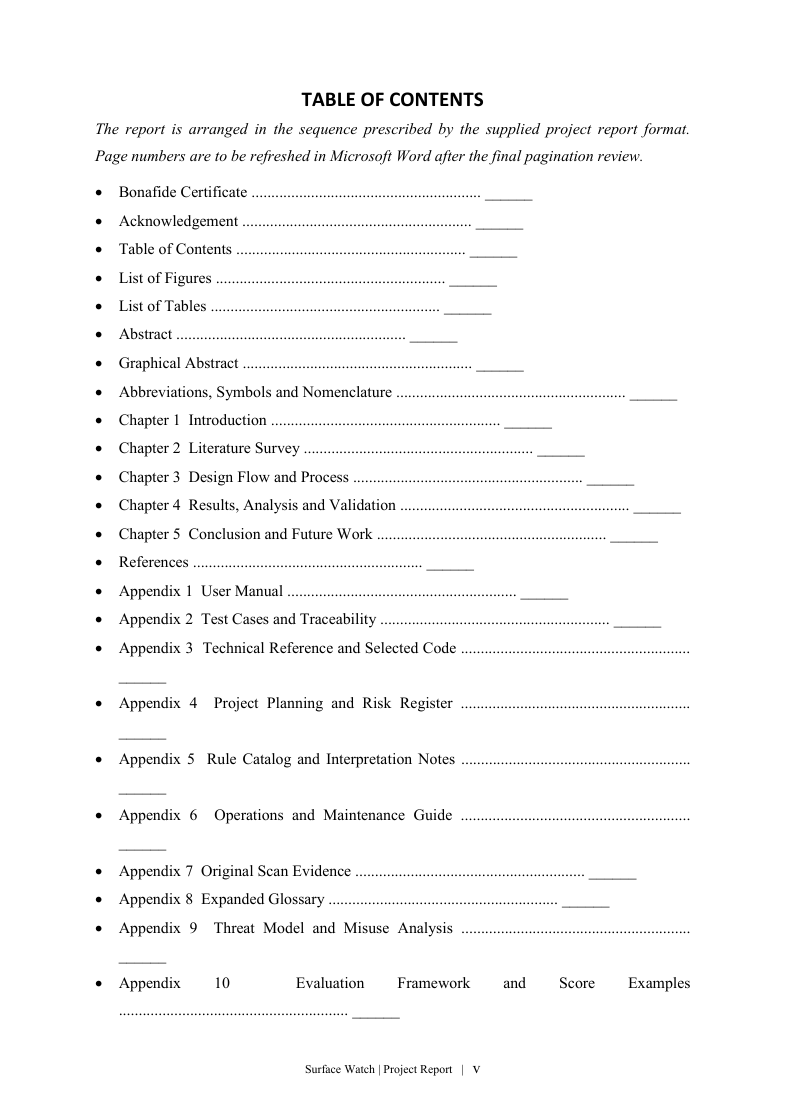 TABLE OF CONTENTS
The report is arranged in the sequence prescribed by the supplied project report format.
Page numbers are to be refreshed in Microsoft Word after the final pagination review.
• Bonafide Certificate .......................................................... ______
• Acknowledgement .......................................................... ______
• Table of Contents .......................................................... ______
• List of Figures .......................................................... ______
• List of Tables .......................................................... ______
• Abstract .......................................................... ______
• Graphical Abstract .......................................................... ______
• Abbreviations, Symbols and Nomenclature .......................................................... ______
• Chapter 1 Introduction .......................................................... ______
• Chapter 2 Literature Survey .......................................................... ______
• Chapter 3 Design Flow and Process .......................................................... ______
• Chapter 4 Results, Analysis and Validation .......................................................... ______
• Chapter 5 Conclusion and Future Work .......................................................... ______
• References .......................................................... ______
• Appendix 1 User Manual .......................................................... ______
• Appendix 2 Test Cases and Traceability .......................................................... ______
• Appendix 3 Technical Reference and Selected Code ..........................................................
______
• Appendix 4 Project Planning and Risk Register ..........................................................
______
• Appendix 5 Rule Catalog and Interpretation Notes ..........................................................
______
• Appendix 6 Operations and Maintenance Guide ..........................................................
______
• Appendix 7 Original Scan Evidence .......................................................... ______
• Appendix 8 Expanded Glossary .......................................................... ______
• Appendix 9 Threat Model and Misuse Analysis ..........................................................
______
• Appendix 10 Evaluation Framework and Score Examples
.......................................................... ______
Surface Watch | Project Report | v